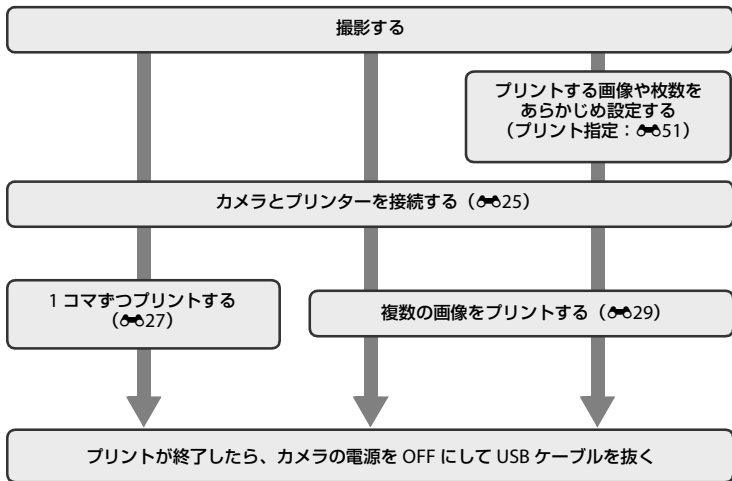 撮影する
プリントする画像や枚数を
あらかじめ設定する
（プリント指定：51）
カメラとプリンターを接続する（25）
1 コマずつプリントする
（27）
複数の画像をプリントする（29）
プリントが終了したら、カメラの電源を OFF にして USB ケーブルを抜く